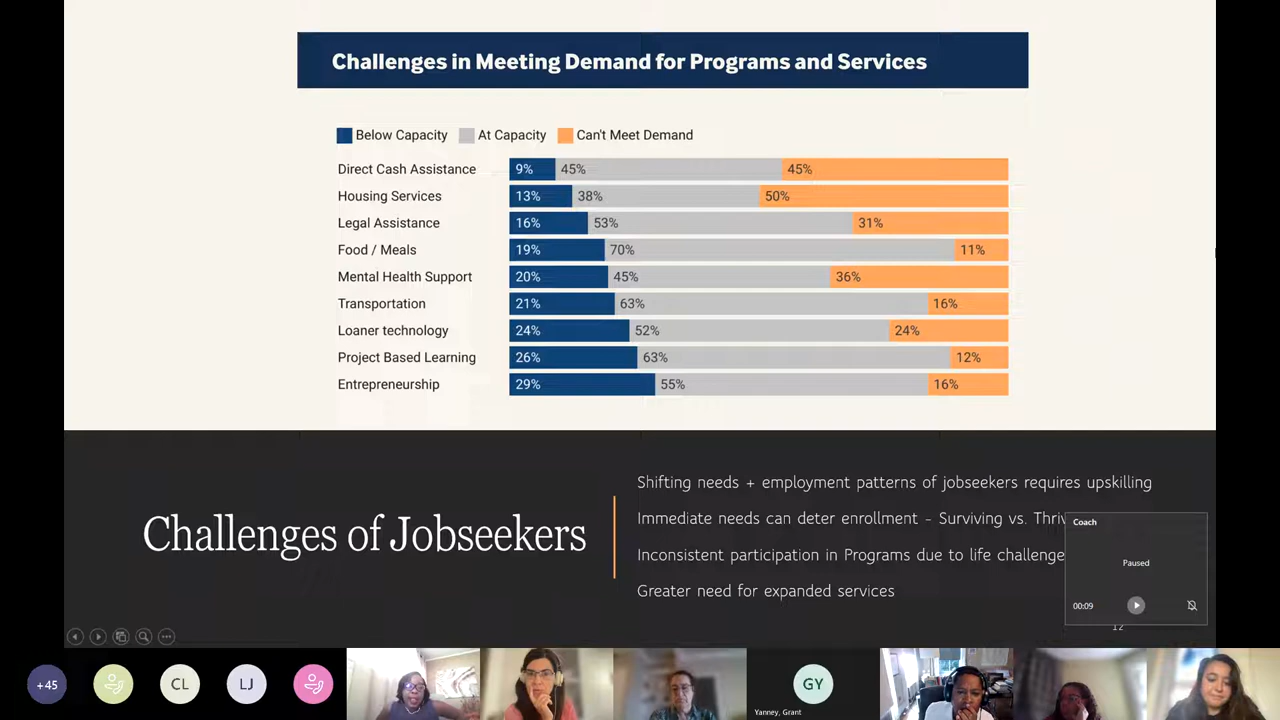 Challenges in Meeting Demand for Programs and Services
Below Capacity At Capacity Can't Meet Demand
Direct Cash Assistance 9% 45% 45%
Housing Services 13% 38% 50%
Legal Assistance 16% 53% 31%
Food / Meals 19% 70% 11%
Mental Health Support 20% 45% 36%
Transportation 21% 63% 16%
Loaner technology 24% 52% 24%
Project Based Learning 26% 63% 12%
Entrepreneurship 29% 55% 16%
Challenges of Jobseekers
Shifting needs + employment patterns of jobseekers requires upskilling
Immediate needs can deter enrollment - Surviving vs. Thriv
Inconsistent participation in Programs due to life challenge
Greater need for expanded services
Coach
Paused
00:09
12
+45
CL
LJ
GY
Yanney, Grant